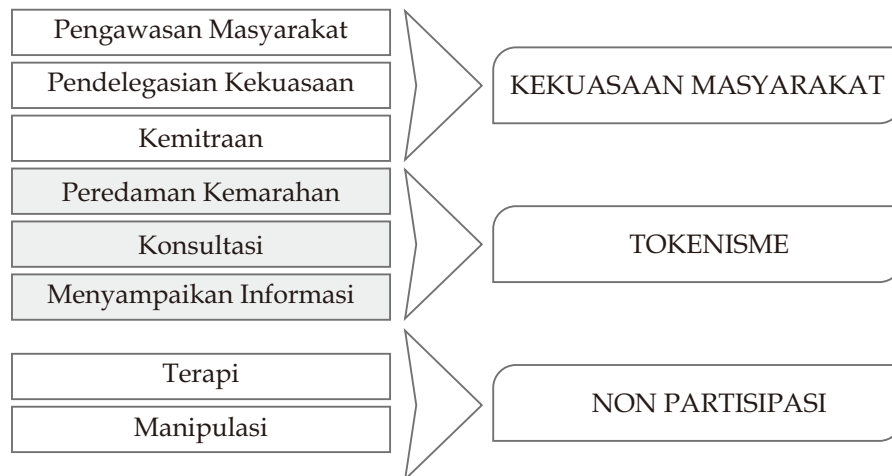 Pengawasan Masyarakat
Pendelegasian Kekuasaan
Kemitraan
KEKUASAAN MASYARAKAT
Peredaman Kemarahan
Konsultasi
Menyampaikan Informasi
TOKENISME
Terapi
Manipulasi
NON PARTISIPASI